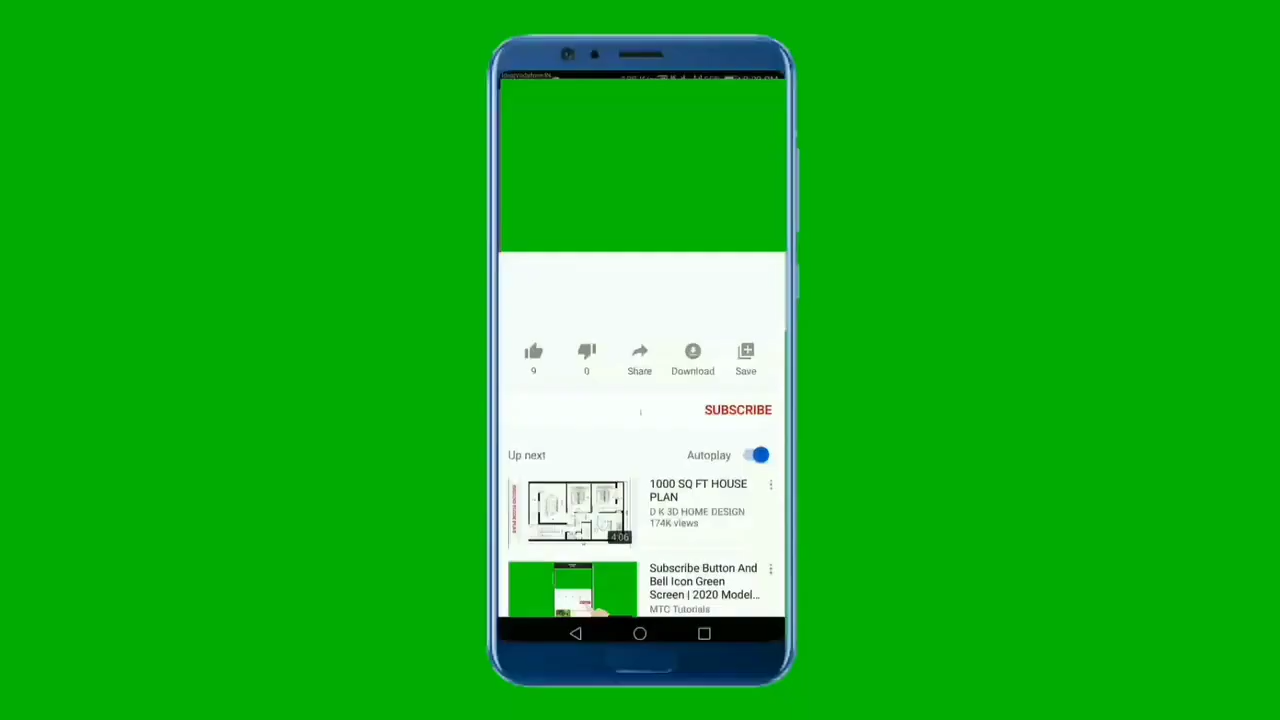 9
0
Share
Download
Save
SUBSCRIBE
Up next
Autoplay
1000 SQ FT HOUSE
PLAN
D K 3D HOME DESIGN
174K views
4:06
Subscribe Button And
Bell Icon Green
Screen | 2020 Model...
MTC Tutorials